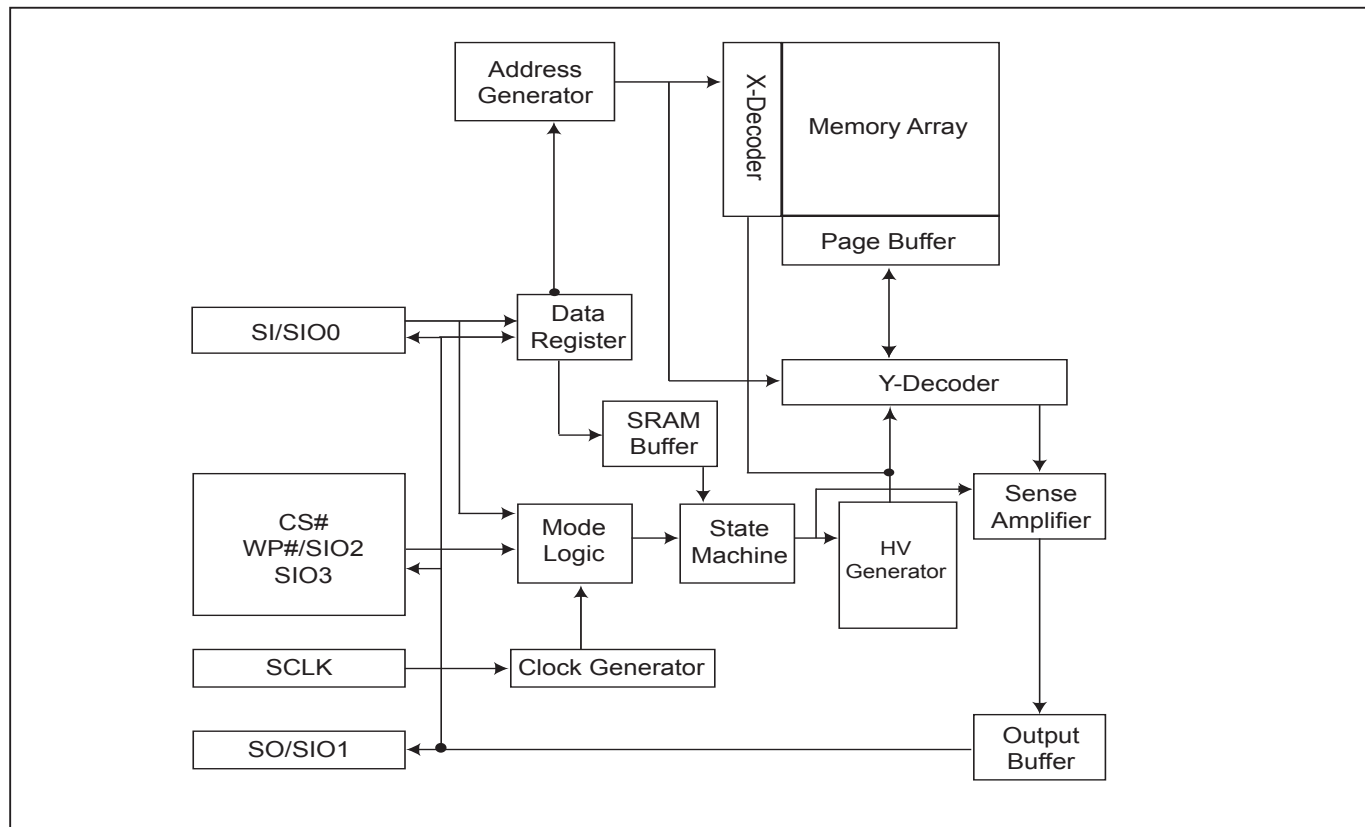 Address
Generator
X-Decoder
Memory Array
Page Buffer
SI/SIO0
Data
Register
Y-Decoder
SRAM
Buffer
CS#
WP#/SIO2
SIO3
Mode
Logic
State
Machine
HV
Generator
Sense
Amplifier
SCLK
Clock Generator
SO/SIO1
Output
Buffer